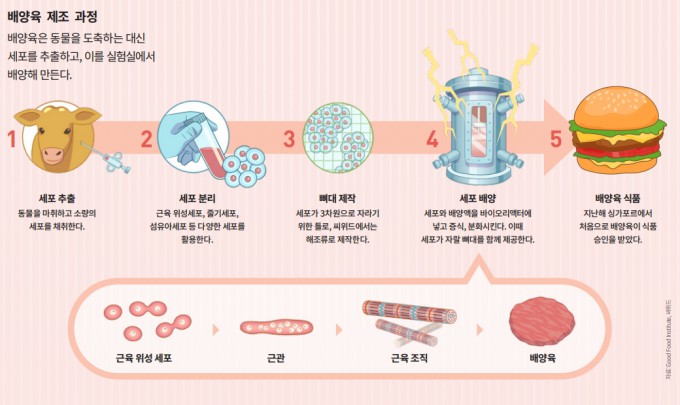 배양육 제조 과정
배양육은 동물을 도축하는 대신
세포를 추출하고, 이를 실험실에서
배양해 만든다.
1
2
3
4
5
세포 추출
동물을 마취하고 소량의
세포를 채취한다.
세포 분리
근육 위성세포, 줄기세포,
섬유아세포 등 다양한 세포를
활용한다.
뼈대 제작
세포가 3차원으로 자라기
위한 틀로, 씨위드에서는
해조류로 제작한다.
세포 배양
세포와 배양액을 바이오리액터에
넣고 증식, 분화시킨다. 이때
세포가 자랄 뼈대를 함께 제공한다.
배양육 식품
지난해 싱가포르에서
처음으로 배양육이 식품
승인을 받았다.
근육 위성 세포
근관
근육 조직
배양육
자료: Good Food Institute, 씨위드